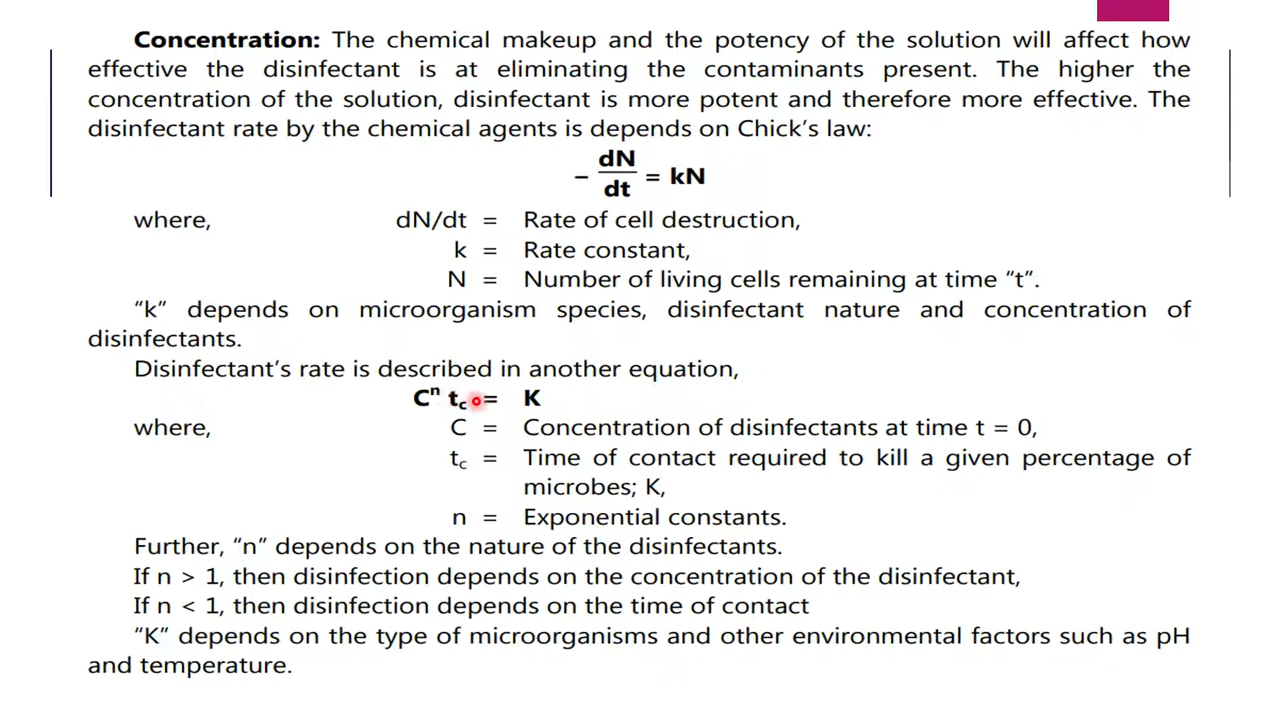 Concentration: The chemical makeup and the potency of the solution will affect how
effective the disinfectant is at eliminating the contaminants present. The higher the
concentration of the solution, disinfectant is more potent and therefore more effective. The
disinfectant rate by the chemical agents is depends on Chick’s law:
– dN/dt = kN
where, dN/dt = Rate of cell destruction,
k = Rate constant,
N = Number of living cells remaining at time “t”.
“k” depends on microorganism species, disinfectant nature and concentration of
disinfectants.
Disinfectant’s rate is described in another equation,
Cⁿ t_c = K
where, C = Concentration of disinfectants at time t = 0,
t_c = Time of contact required to kill a given percentage of
microbes; K,
n = Exponential constants.
Further, “n” depends on the nature of the disinfectants.
If n > 1, then disinfection depends on the concentration of the disinfectant,
If n < 1, then disinfection depends on the time of contact
“K” depends on the type of microorganisms and other environmental factors such as pH
and temperature.